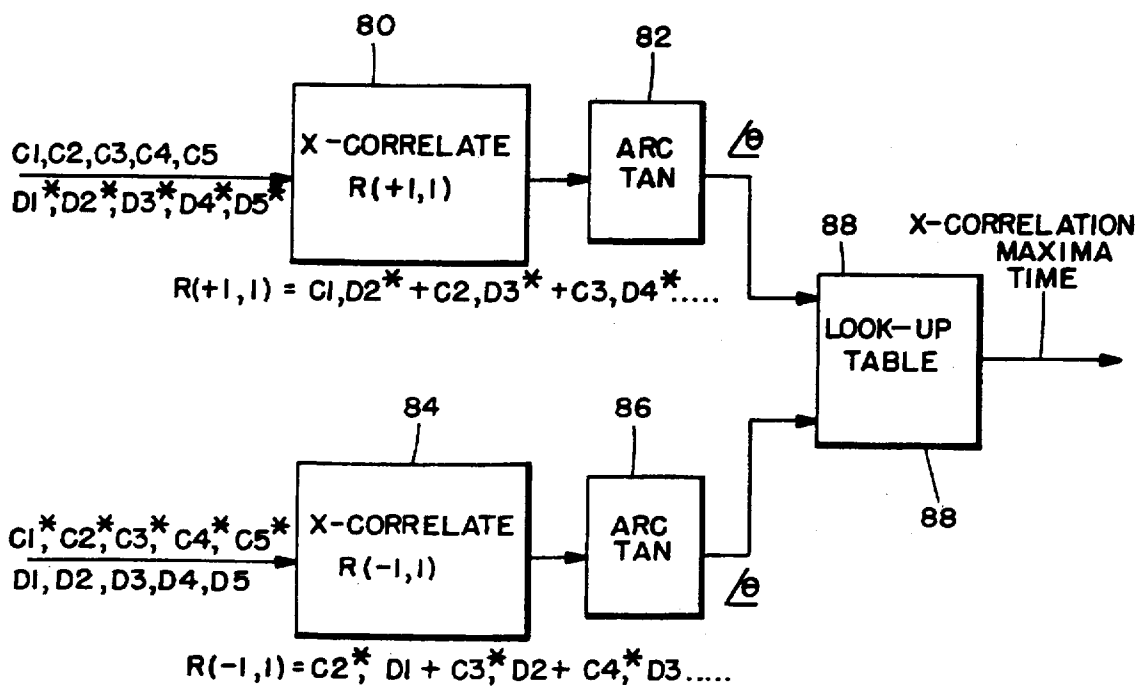 80
82
X-CORRELATE
R(+1,1)
ARC
TAN
∠θ
C1,C2,C3,C4,C5
D1*,D2*,D3*,D4*,D5*
R(+1,1) = C1,D2* + C2,D3* + C3,D4*.....
88
X-CORRELATION
MAXIMA
TIME
LOOK-UP
TABLE
88
84
86
X-CORRELATE
R(-1,1)
ARC
TAN
∠θ
C1,* C2,* C3,* C4,* C5*
D1, D2, D3, D4, D5
R(-1,1) = C2,* D1 + C3,* D2 + C4,* D3.....